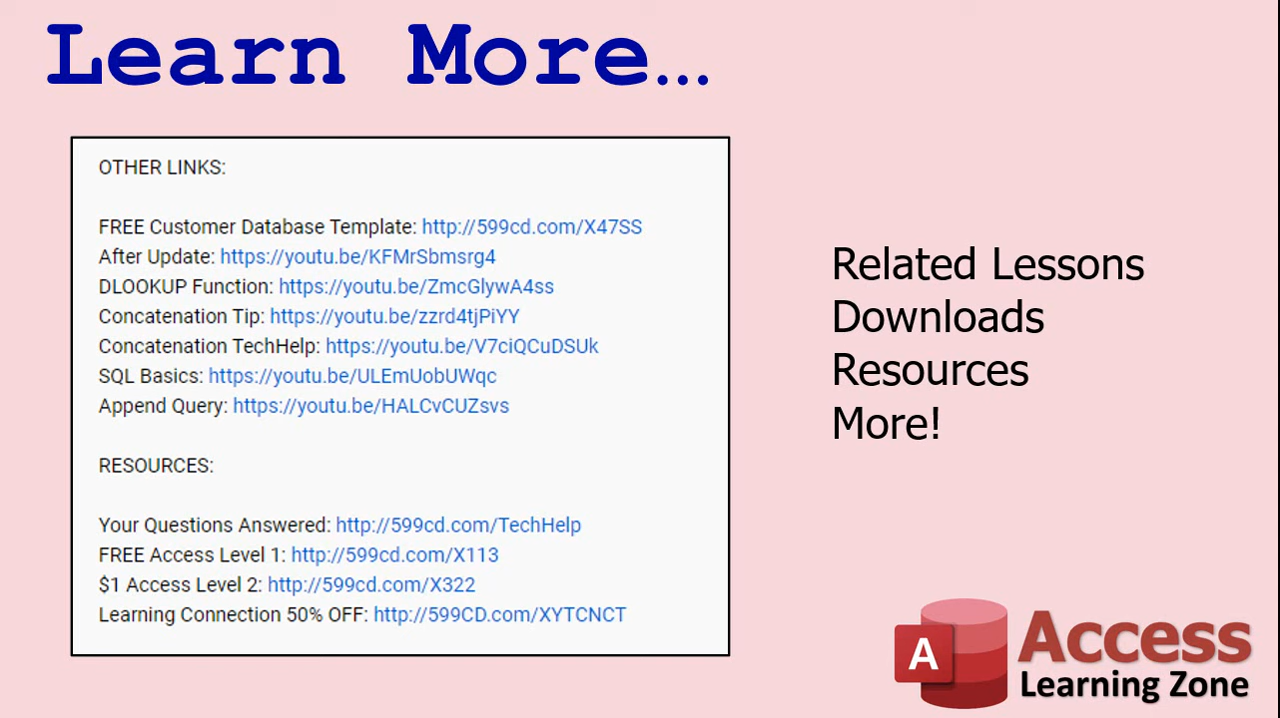 Learn More...
OTHER LINKS:
FREE Customer Database Template: http://599cd.com/X47SS
After Update: https://youtu.be/KFMrSbmsrg4
DLOOKUP Function: https://youtu.be/ZmcGlywA4ss
Concatenation Tip: https://youtu.be/zzrd4tjPiYY
Concatenation TechHelp: https://youtu.be/V7ciQCuDSUk
SQL Basics: https://youtu.be/ULEmUobUWqc
Append Query: https://youtu.be/HALCvCUZsvs
RESOURCES:
Your Questions Answered: http://599cd.com/TechHelp
FREE Access Level 1: http://599cd.com/X113
$1 Access Level 2: http://599cd.com/X322
Learning Connection 50% OFF: http://599CD.com/XYTCNCT
Related Lessons
Downloads
Resources
More!
A
Access
Learning Zone